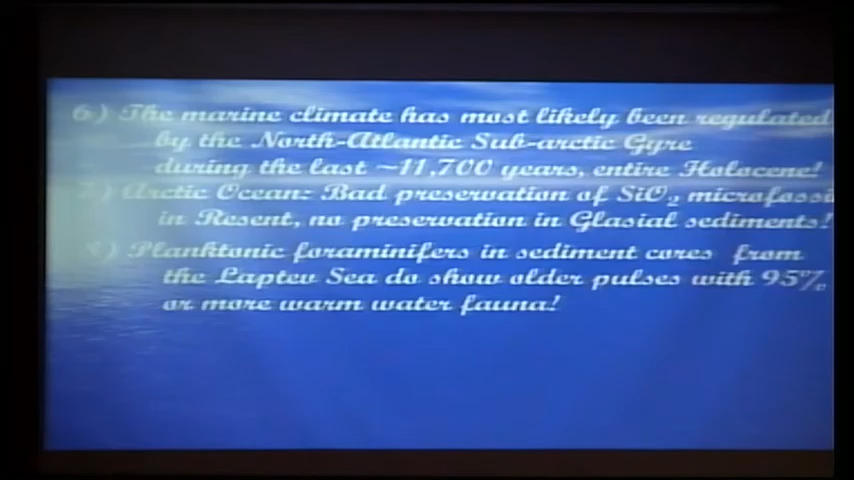 6.) The marine climate has most likely been regulated
by the North-Atlantic Sub-arctic Gyre
during the last ~11,700 years, entire Holocene!
7.) Arctic Ocean: Bad preservation of SiO₂ microfossi
in Resent, no preservation in Glasial sediments!
8.) Planktonic foraminifers in sediment cores from
the Laptev Sea do show older pulses with 95%
or more warm water fauna!